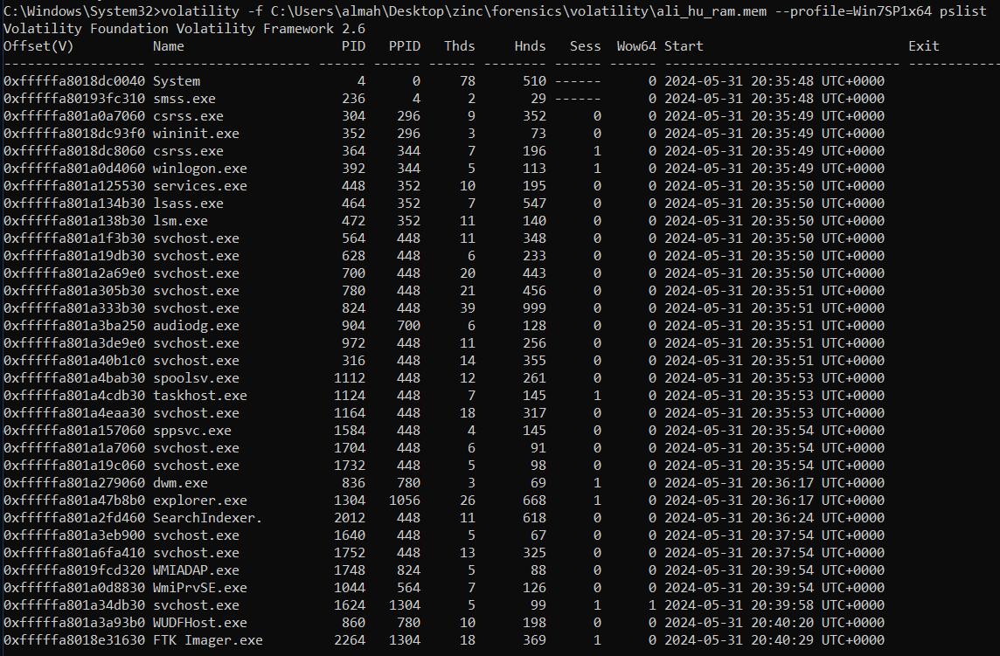 C:\Windows\System32>volatility -f C:\Users\almah\Desktop\zinc\forensics\volatility\ali_hu_ram.mem --profile=Win7SP1x64 pslist
Volatility Foundation Volatility Framework 2.6
Offset(V)          Name                    PID   PPID   Thds     Hnds   Sess  Wow64 Start                          Exit
------------------ -------------------- ------ ------ ------ -------- ------ ------ ------------------------------ ------------
0xfffffa8018dc0040 System                    4      0     78      510 ------      0 2024-05-31 20:35:48 UTC+0000
0xfffffa80193fc310 smss.exe                236      4      2       29 ------      0 2024-05-31 20:35:48 UTC+0000
0xfffffa801a0a7060 csrss.exe               304    296      9      352      0      0 2024-05-31 20:35:49 UTC+0000
0xfffffa8018dc93f0 wininit.exe             352    296      3       73      0      0 2024-05-31 20:35:49 UTC+0000
0xfffffa8018dc8060 csrss.exe               364    344      7      196      1      0 2024-05-31 20:35:49 UTC+0000
0xfffffa801a0d4060 winlogon.exe            392    344      5      113      1      0 2024-05-31 20:35:49 UTC+0000
0xfffffa801a125530 services.exe            448    352     10      195      0      0 2024-05-31 20:35:50 UTC+0000
0xfffffa801a134b30 lsass.exe               464    352      7      547      0      0 2024-05-31 20:35:50 UTC+0000
0xfffffa801a138b30 lsm.exe                 472    352     11      140      0      0 2024-05-31 20:35:50 UTC+0000
0xfffffa801a1f3b30 svchost.exe             564    448     11      348      0      0 2024-05-31 20:35:50 UTC+0000
0xfffffa801a19db30 svchost.exe             628    448      6      233      0      0 2024-05-31 20:35:50 UTC+0000
0xfffffa801a2a69e0 svchost.exe             700    448     20      443      0      0 2024-05-31 20:35:50 UTC+0000
0xfffffa801a305b30 svchost.exe             780    448     21      456      0      0 2024-05-31 20:35:51 UTC+0000
0xfffffa801a333b30 svchost.exe             824    448     39      999      0      0 2024-05-31 20:35:51 UTC+0000
0xfffffa801a3ba250 audiodg.exe             904    700      6      128      0      0 2024-05-31 20:35:51 UTC+0000
0xfffffa801a3de9e0 svchost.exe             972    448     11      256      0      0 2024-05-31 20:35:51 UTC+0000
0xfffffa801a40b1c0 svchost.exe             316    448     14      355      0      0 2024-05-31 20:35:51 UTC+0000
0xfffffa801a4bab30 spoolsv.exe            1112    448     12      261      0      0 2024-05-31 20:35:53 UTC+0000
0xfffffa801a4cdb30 taskhost.exe           1124    448      7      145      1      0 2024-05-31 20:35:53 UTC+0000
0xfffffa801a4eaa30 svchost.exe            1164    448     18      317      0      0 2024-05-31 20:35:53 UTC+0000
0xfffffa801a157060 sppsvc.exe             1584    448      4      145      0      0 2024-05-31 20:35:54 UTC+0000
0xfffffa801a1a7060 svchost.exe            1704    448      6       91      0      0 2024-05-31 20:35:54 UTC+0000
0xfffffa801a19c060 svchost.exe            1732    448      5       98      0      0 2024-05-31 20:35:54 UTC+0000
0xfffffa801a279060 dwm.exe                 836    780      3       69      1      0 2024-05-31 20:36:17 UTC+0000
0xfffffa801a47b8b0 explorer.exe           1304   1056     26      668      1      0 2024-05-31 20:36:17 UTC+0000
0xfffffa801a2fd460 SearchIndexer.         2012    448     11      618      0      0 2024-05-31 20:36:24 UTC+0000
0xfffffa801a3eb900 svchost.exe            1640    448      5       67      0      0 2024-05-31 20:37:54 UTC+0000
0xfffffa801a6fa410 svchost.exe            1752    448     13      325      0      0 2024-05-31 20:37:54 UTC+0000
0xfffffa8019fcd320 WMIADAP.exe            1748    824      5       88      0      0 2024-05-31 20:39:54 UTC+0000
0xfffffa801a0d8830 WmiPrvSE.exe           1044    564      7      126      0      0 2024-05-31 20:39:54 UTC+0000
0xfffffa801a34db30 svchost.exe            1624   1304      5       99      1      1 2024-05-31 20:39:58 UTC+0000
0xfffffa801a3a93b0 WUDFHost.exe            860    780     10      198      0      0 2024-05-31 20:40:20 UTC+0000
0xfffffa8018e31630 FTK Imager.exe         2264   1304     18      369      1      0 2024-05-31 20:40:29 UTC+0000